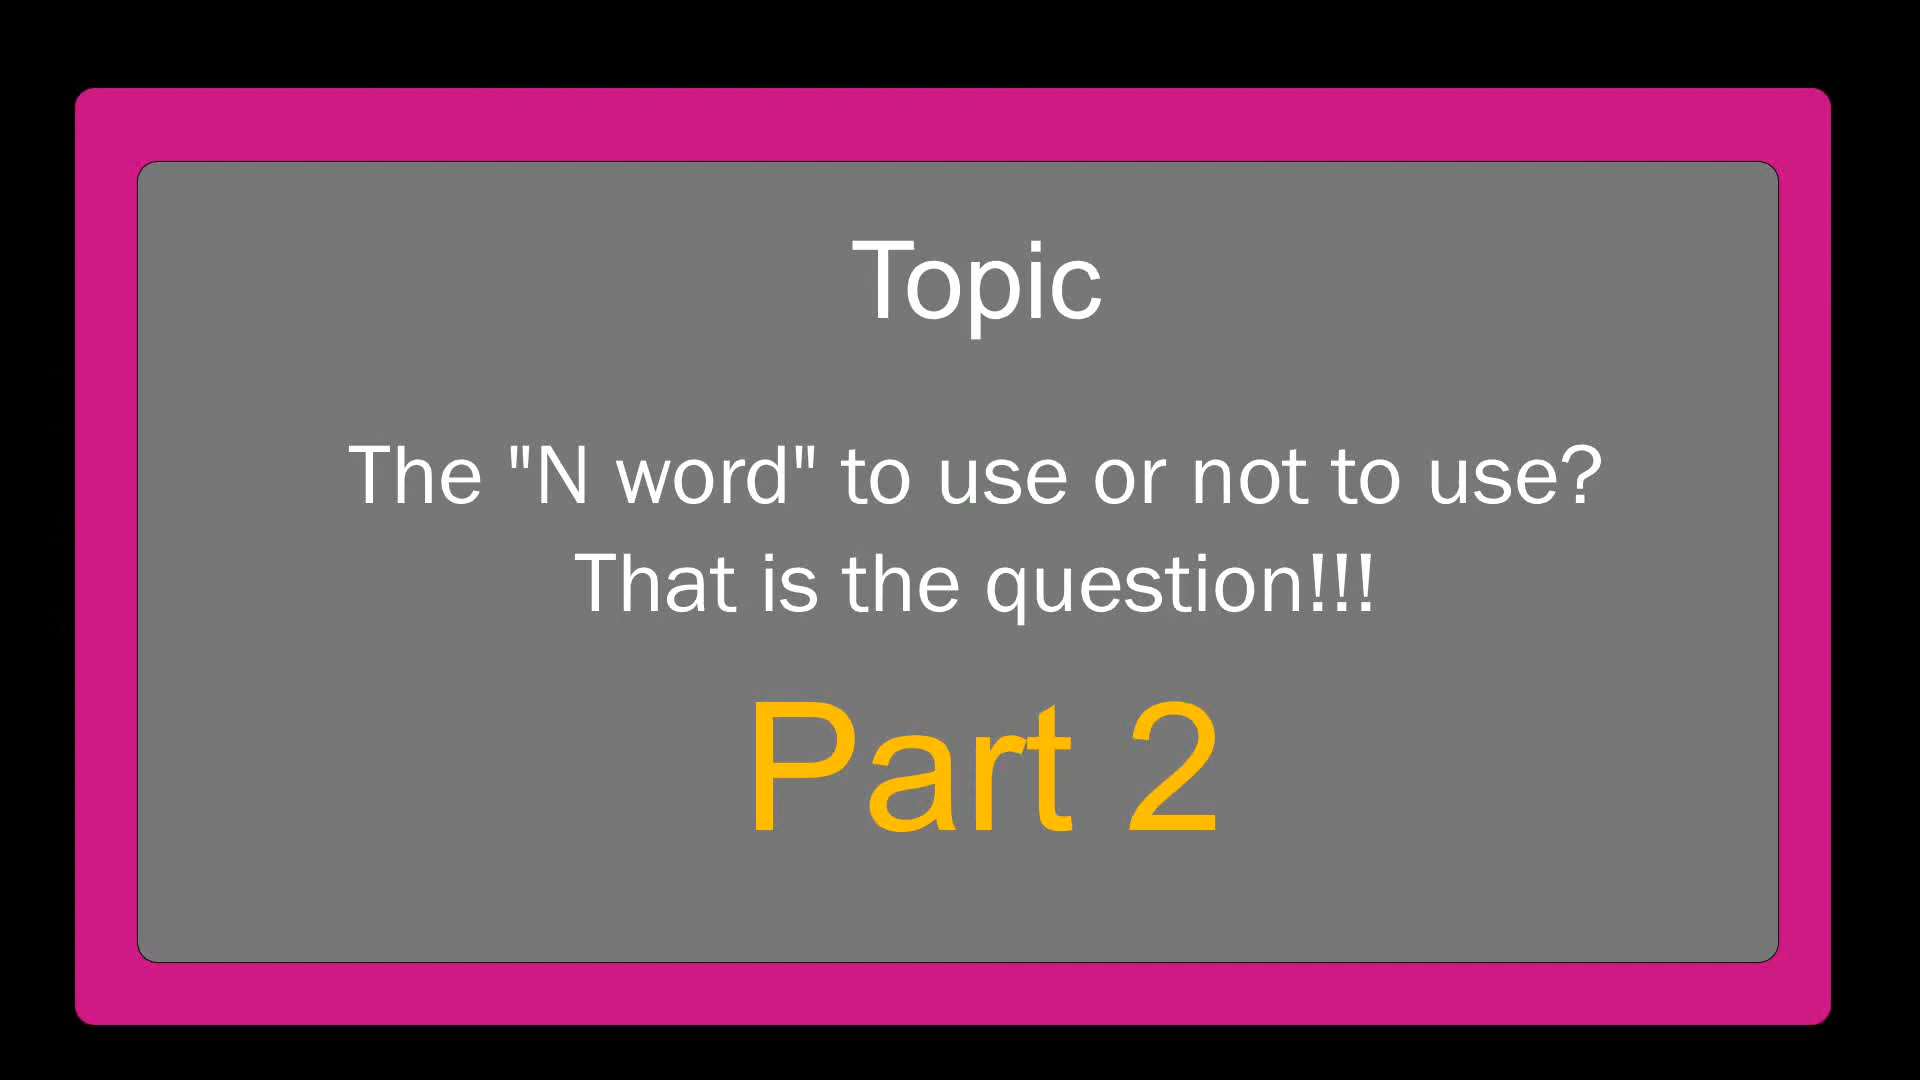 Topic
The "N word" to use or not to use?
That is the question!!!
Part 2